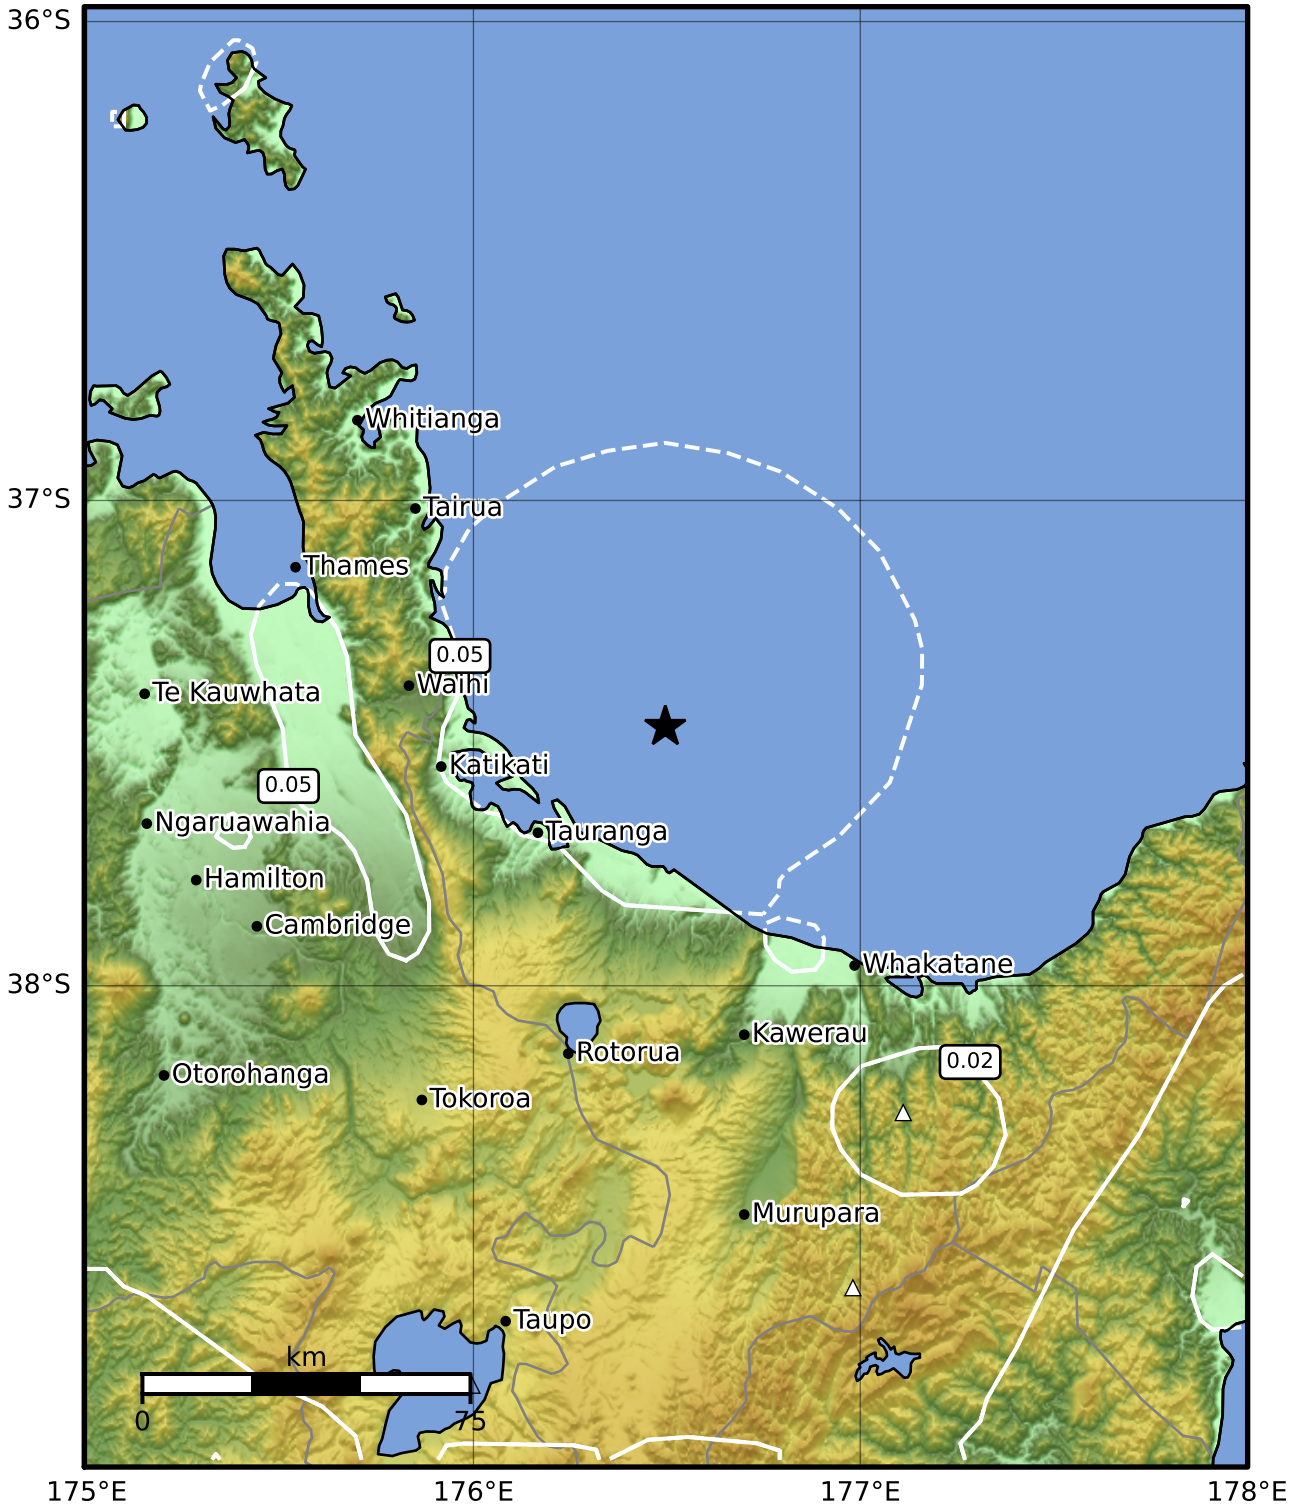 36°S
Whitianga
37°S
Tairua
Thames
0.05
Waihi
Te Kauwhata
Katikati
0.05
Ngaruawahia
Tauranga
Hamilton
Cambridge
Whakatane
38°S
Kawerau
Rotorua
0.02
Otorohanga
Tokoroa
Murupara
Taupo
km
0 75
175°E 176°E 177°E 178°E